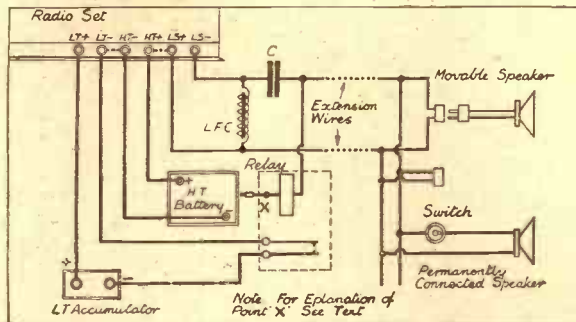 Radio Set
LT+ LT- HT- HT+ LS+ LS-
C
Movable Speaker
LFC
Extension
Wires
Relay
+
HT
Battery
-
X
Switch
+
-
LT Accumulator
Permanently
Connected Speaker
Note For Eplanation of
Point 'X' See Text